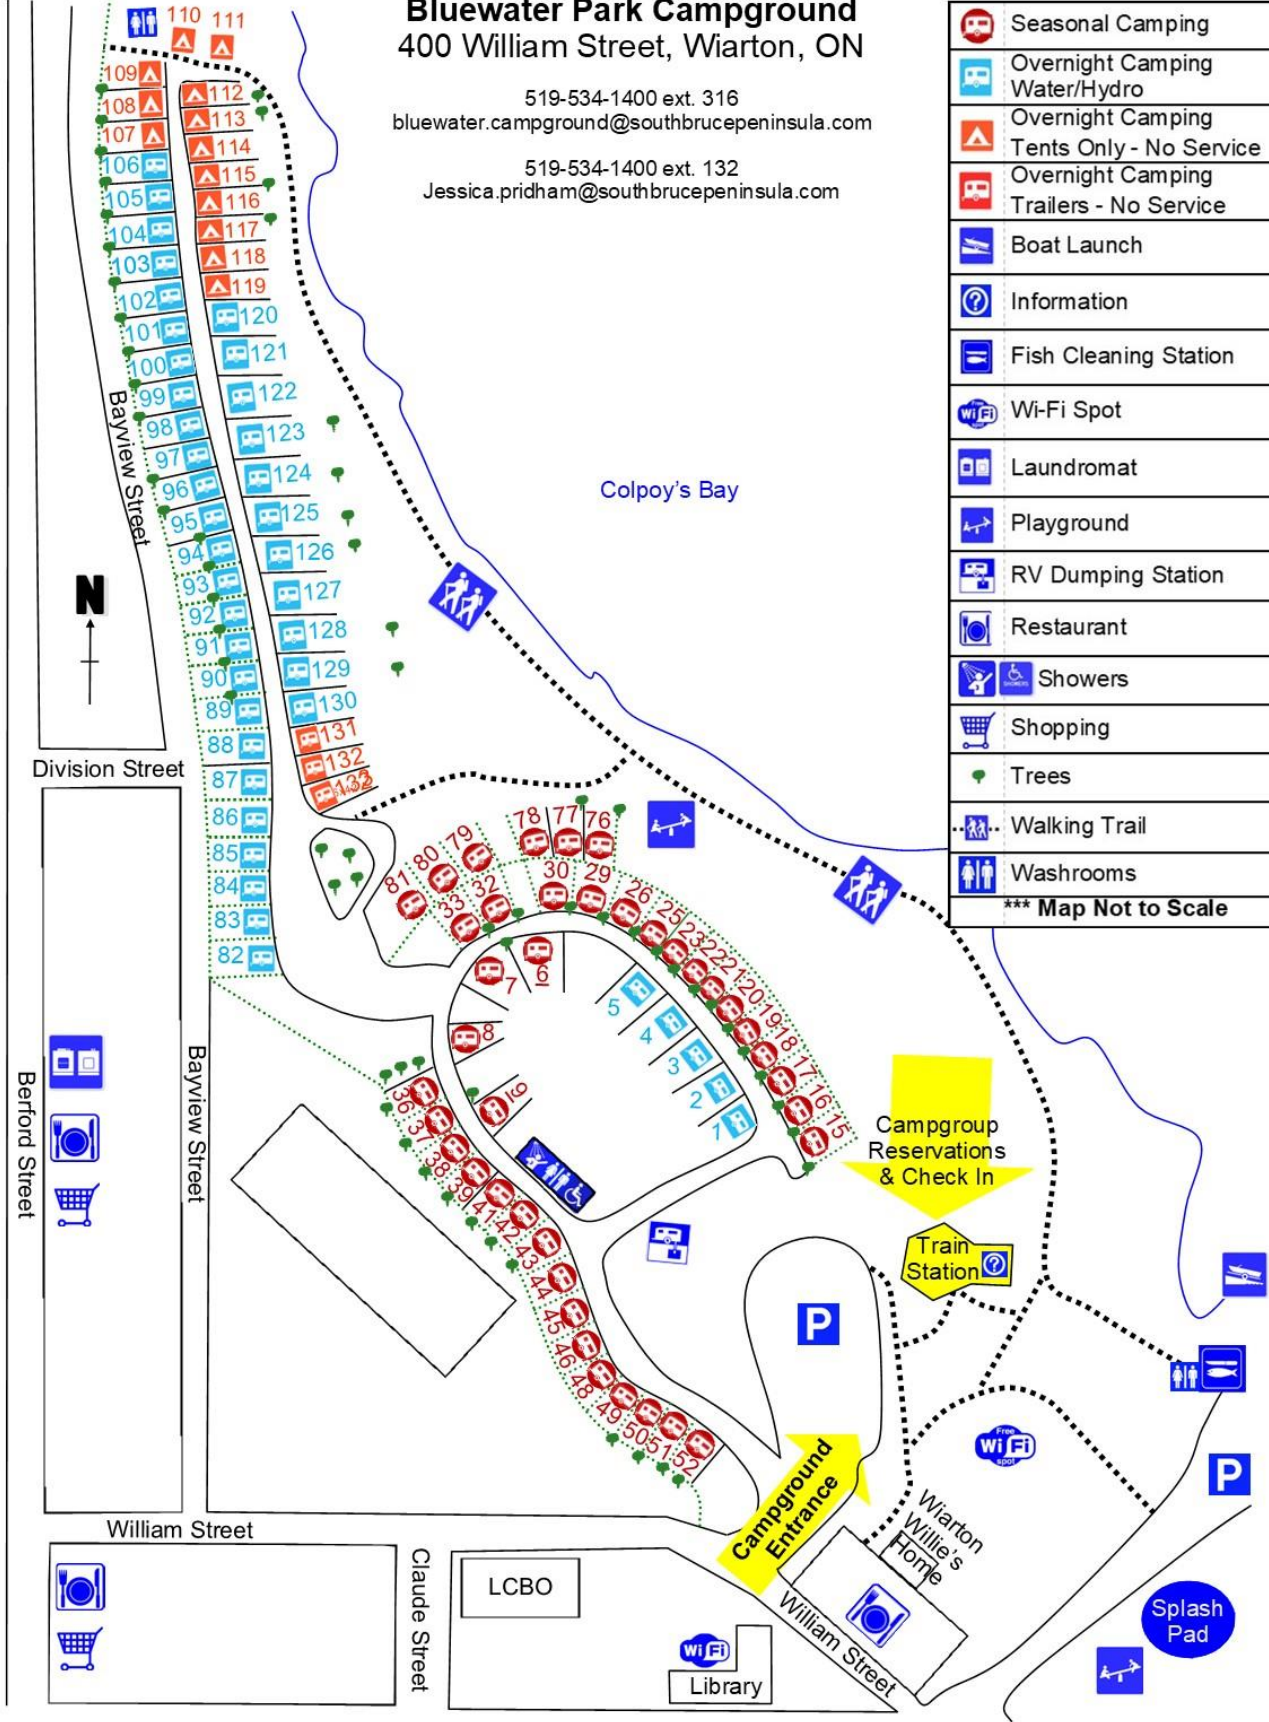 Bluewater Park Campground
400 William Street, Wiarton, ON
519-534-1400 ext. 316
bluewater.campground@southbrucepeninsula.com
519-534-1400 ext. 132
Jessica.pridham@southbrucepeninsula.com
Seasonal Camping
Overnight Camping
Water/Hydro
Overnight Camping
Tents Only - No Service
Overnight Camping
Trailers - No Service
Boat Launch
Information
Fish Cleaning Station
Free
WiFi
spot
Wi-Fi Spot
Laundromat
Playground
RV Dumping Station
Restaurant
SHOWERS
Showers
Shopping
Trees
Walking Trail
Washrooms
*** Map Not to Scale
110
111
109
108
107
106
105
104
103
102
101
100
99
98
97
96
95
94
93
92
91
90
89
88
87
86
85
84
83
82
112
113
114
115
116
117
118
119
120
121
122
123
124
125
126
127
128
129
130
131
132
Bayview Street
Colpoy's Bay
N
Division Street
78
77
76
81
80
79
33
32
30
29
26
25
23
22
21
20
19
18
17
16
15
7
6
8
9
5
4
3
2
36
37
38
39
41
42
43
44
45
46
48
49
50
51
52
Berford Street
Bayview Street
Campgroup
Reservations
& Check In
Train
Station
P
Free
WiFi
spot
P
Campground
Entrance
Wiarton
Willie's
Home
William Street
Claude Street
LCBO
WiFi
Library
William Street
Splash
Pad